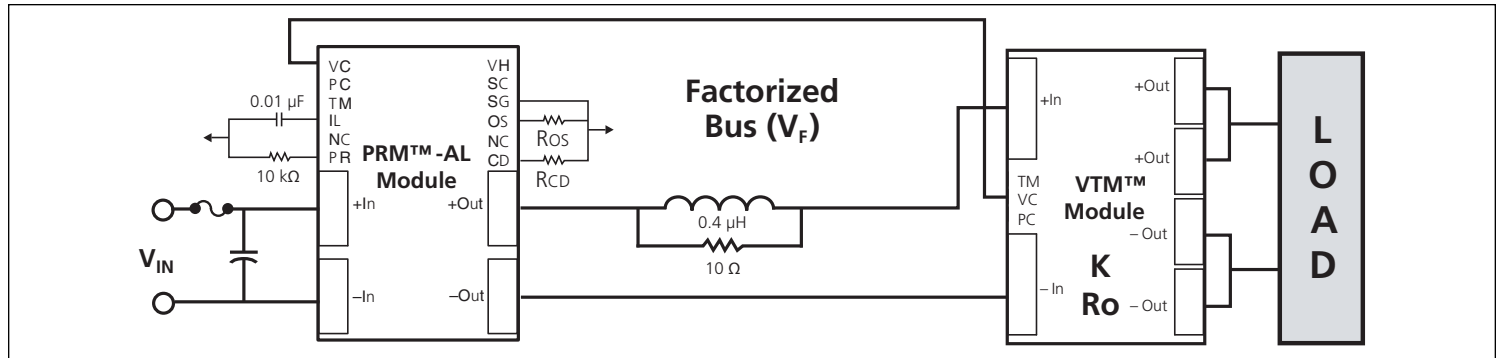 VC
PC
TM
IL
NC
PR
0.01 µF
10 kΩ
VH
SC
SG
OS
NC
CD
ROS
RCD
PRM™-AL
Module
+In
+Out
–In
–Out
VIN
Factorized
Bus (VF)
0.4 µH
10 Ω
+In
TM
VC
PC
– In
VTM™
Module
K
Ro
+Out
+Out
– Out
– Out
L
O
A
D